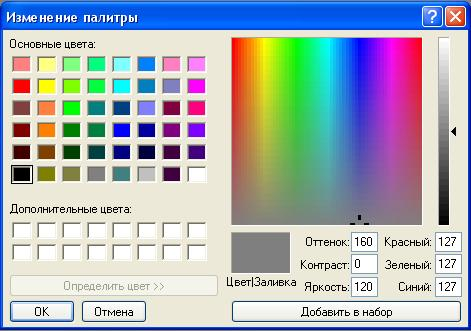 Изменение палитры
Основные цвета:
Дополнительные цвета:
Определить цвет >>
ОК
Отмена
Цвет|Заливка
Оттенок: 160
Красный: 127
Контраст: 0
Зеленый: 127
Яркость: 120
Синий: 127
Добавить в набор